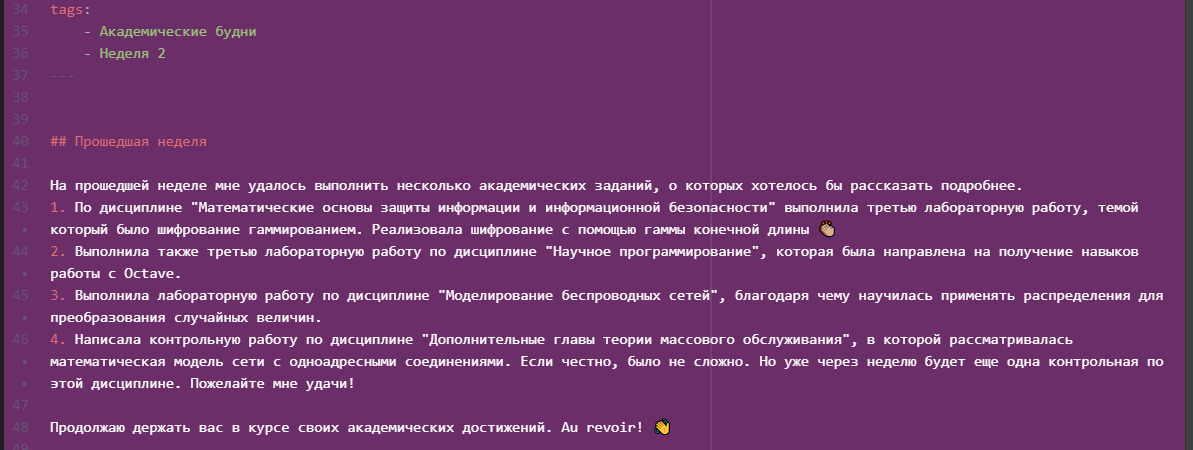 34 tags:
35 - Академические будни
36 - Неделя 2
37 ---
38
39
40 ## Прошедшая неделя
41
42 На прошедшей неделе мне удалось выполнить несколько академических заданий, о которых хотелось бы рассказать подробнее.
43 1. По дисциплине "Математические основы защиты информации и информационной безопасности" выполнила третью лабораторную работу, темой
• который было шифрование гаммированием. Реализовала шифрование с помощью гаммы конечной длины 👏🏽
44 2. Выполнила также третью лабораторную работу по дисциплине "Научное программирование", которая была направлена на получение навыков
• работы с Octave.
45 3. Выполнила лабораторную работу по дисциплине "Моделирование беспроводных сетей", благодаря чему научилась применять распределения для
• преобразования случайных величин.
46 4. Написала контрольную работу по дисциплине "Дополнительные главы теории массового обслуживания", в которой рассматривалась
• математическая модель сети с одноадресными соединениями. Если честно, было не сложно. Но уже через неделю будет еще одна контрольная по
• этой дисциплине. Пожелайте мне удачи!
47
48 Продолжаю держать вас в курсе своих академических достижений. Au revoir! 👋
49